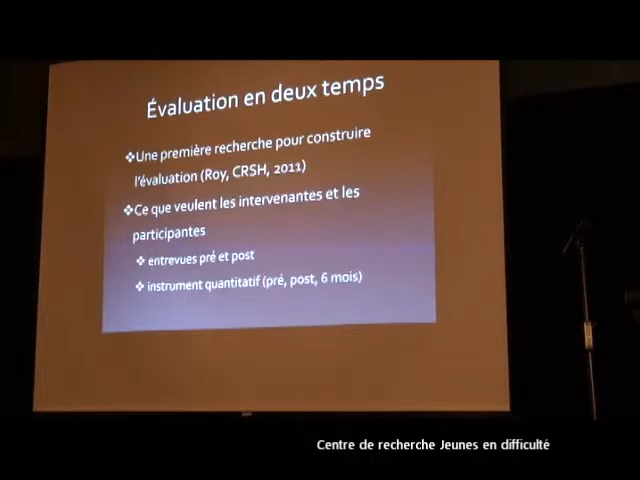 Évaluation en deux temps
❖Une première recherche pour construire
l'évaluation (Roy, CRSH, 2011)
❖Ce que veulent les intervenantes et les
participantes
❖ entrevues pré et post
❖ instrument quantitatif (pré, post, 6 mois)
Centre de recherche Jeunes en difficulté